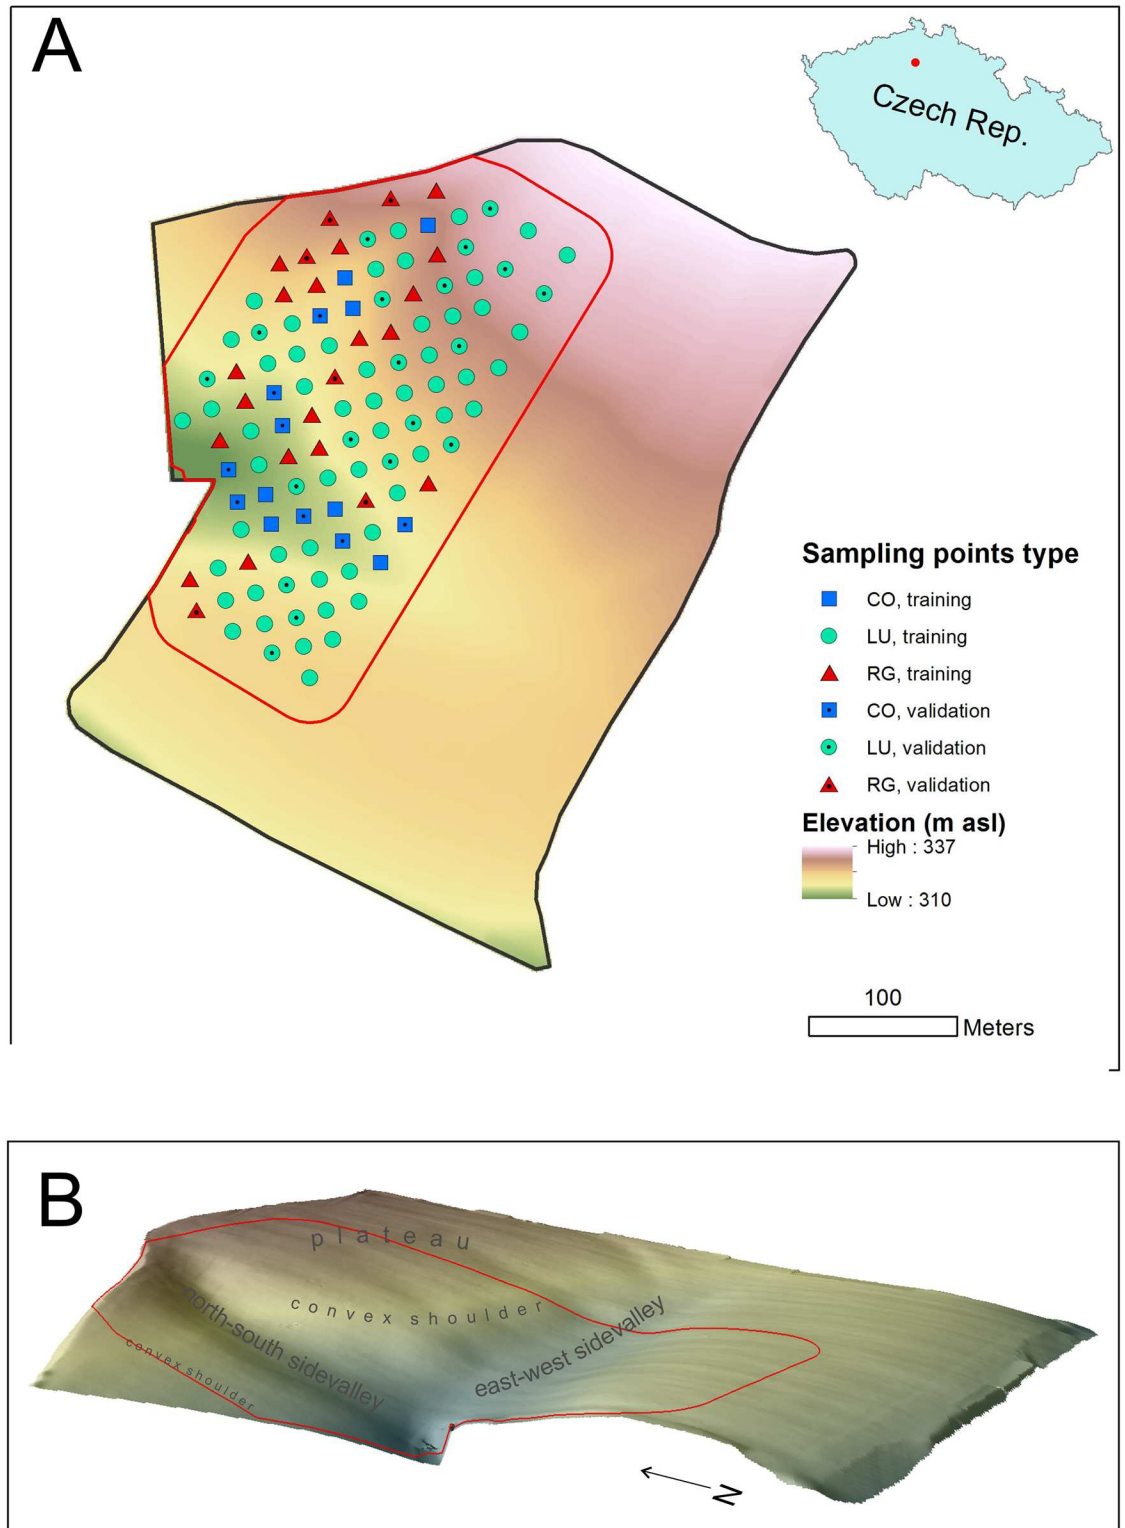 A
Czech Rep.
Sampling points type
CO, training
LU, training
RG, training
CO, validation
LU, validation
RG, validation
Elevation (m asl)
High : 337
Low : 310
100
Meters
B
plateau
convex shoulder
north-south sidevalley
east-west sidevalley
convex shoulder
N